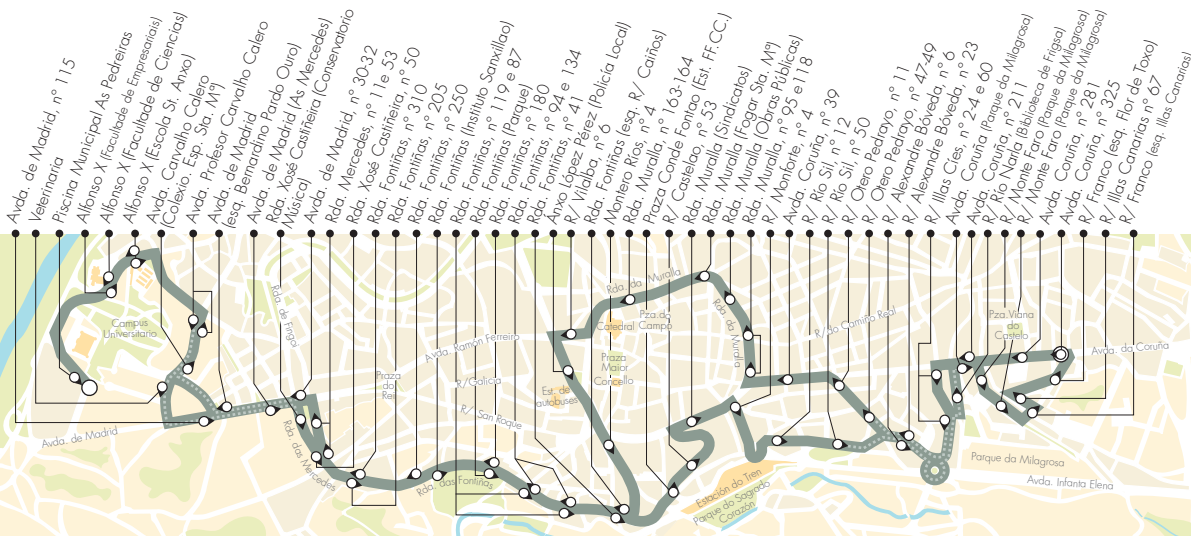 Avda. de Madrid, nº 115
Veterinaria
Piscina Municipal As Pedreiras
Alfonso X (Facultade de Empresariais)
Alfonso X (Facultade de Ciencias)
Alfonso X (Escola St. Anxo)
Avda. Carvalho Calero
(Colexio. Esp. Sta. Mª)
Avda. Profesor Carvalho Calero
Avda. de Madrid
(esq. Bernardino Pardo Ouro)
Avda. de Madrid (As Mercedes)
Rda. Xosé Castiñeira (Conservatorio
Música)
Avda. de Madrid, nº 30-32
Rda. Mercedes, nº 11e 53
Rda. Xosé Castiñeira, nº 50
Rda. Fontiñas, nº 310
Rda. Fontiñas, nº 205
Rda. Fontiñas, nº 250
Rda. Fontiñas (Instituto Sanxillao)
Rda. Fontiñas, nº 119 e 87
Rda. Fontiñas (Parque)
Rda. Fontiñas, nº 180
Rda. Fontiñas, nº 94 e 134
Rda. Fontiñas, nº 41
Anxo López Pérez (Policía Local)
R/ Vilalba, nº 6
Rda. Fontiñas (esq. R/ Caiños)
Montero Ríos, nº 4
Rda. Muralla, nº 163-164
Praza Conde Fontao (Est. FF.CC.)
R/ Castelao, nº 53
Rda. Muralla (Sindicatos)
Rda. Muralla (Fogar Sta. Mª)
Rda. Muralla (Obras Públicas)
Rda. Muralla, nº 95 e 118
R/ Monforte, nº 4
Avda. Coruña, nº 39
R/ Río Sil, nº 12
R/ Río Sil, nº 50
R/ Otero Pedrayo, nº 11
R/ Otero Pedrayo, nº 47-49
R/ Alexandre Bóveda, nº 6
R/ Alexandre Bóveda, nº 23
R/ Illas Cíes, nº 2-4 e 60
Avda. Coruña (Parque da Milagrosa)
Avda. Coruña, nº 211
R/ Río Narla (Biblioteca de Frigsa)
R/ Monte Faro (Parque da Milagrosa)
R/ Monte Faro (Parque da Milagrosa)
Avda. Coruña, nº 281
Avda. Coruña, nº 325
R/ Franco (esq. Flor de Toxo)
R/ Illas Canarias nº 67
R/ Franco (esq. Illas Canarias)
Campus
Universitario
Avda. de Madrid
Rda. de Fingoi
Rda. das Mercedes
Praza
do
Rei
Avda. Ramón Ferreiro
R/Galicia
R/ San Roque
Rda. das Fontiñas
Est. de
autobuses
Rda. da Muralla
Catedral
Pza.do
Campo
Praza
Maior
Concello
Rda. da Muralla
R/ do Camiño Real
Estación do Tren
Parque do Sagrado
Corazón
Pza.Viana
do
Castelo
Avda. da Coruña
Parque da Milagrosa
Avda. Infanta Elena